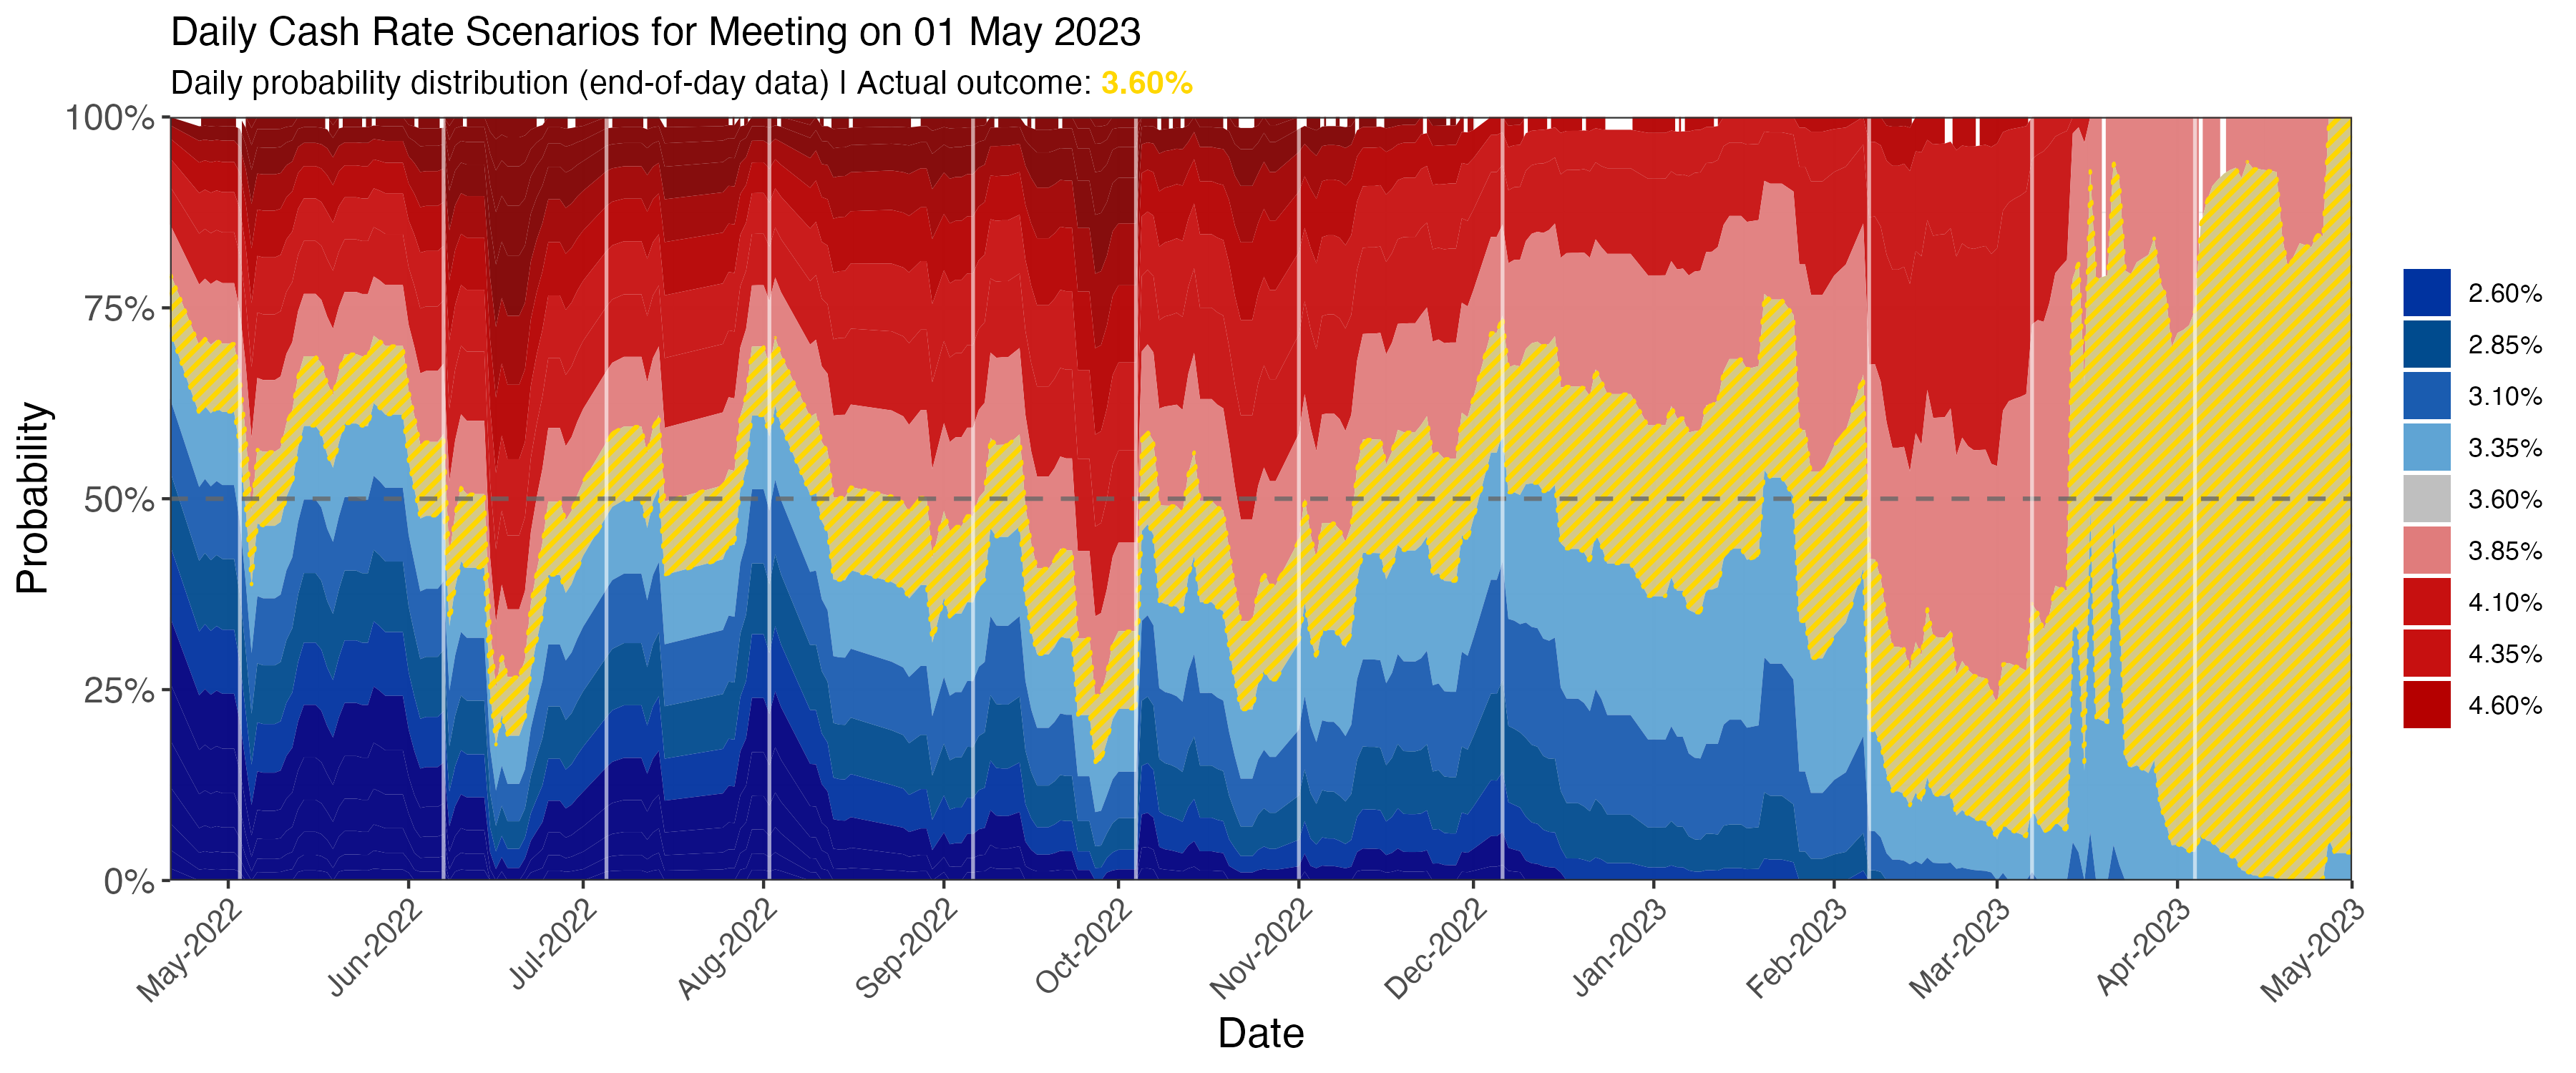 Daily Cash Rate Scenarios for Meeting on 01 May 2023
Daily probability distribution (end-of-day data) | Actual outcome: 3.60%
Probability
100%
75%
50%
25%
0%
May-2022
Jun-2022
Jul-2022
Aug-2022
Sep-2022
Oct-2022
Nov-2022
Dec-2022
Jan-2023
Feb-2023
Mar-2023
Apr-2023
May-2023
Date
2.60%
2.85%
3.10%
3.35%
3.60%
3.85%
4.10%
4.35%
4.60%